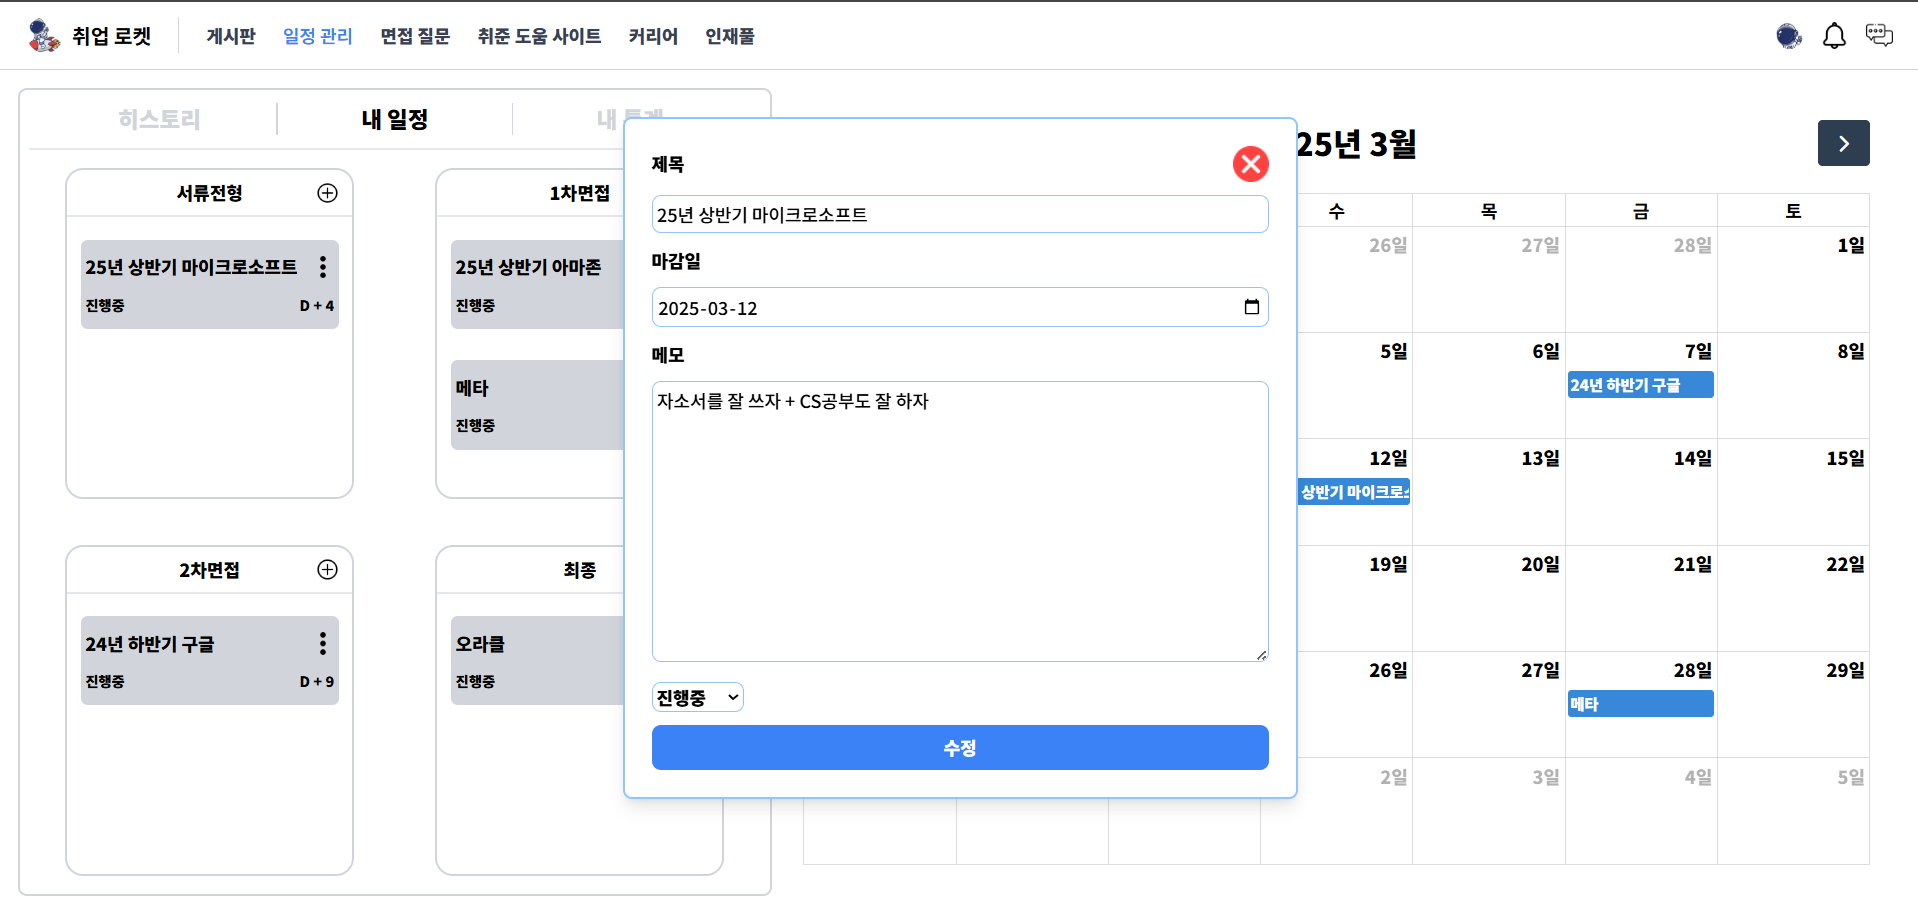 취업 로켓
게시판
일정 관리
면접 질문
취준 도움 사이트
커리어
인재풀
히스토리
내 일정
내
서류전형
25년 상반기 마이크로소프트
진행중
D + 4
1차면접
25년 상반기 아마존
진행중
메타
진행중
2차면접
24년 하반기 구글
진행중
D + 9
최종
오라클
진행중
제목
25년 상반기 마이크로소프트
마감일
2025-03-12
메모
자소서를 잘 쓰자 + CS공부도 잘 하자
진행중
수정
25년 3월
수 목 금 토
26일 27일 28일 1일
5일 6일 7일 8일
24년 하반기 구글
12일 13일 14일 15일
상반기 마이크로
19일 20일 21일 22일
26일 27일 28일 29일
메타
2일 3일 4일 5일